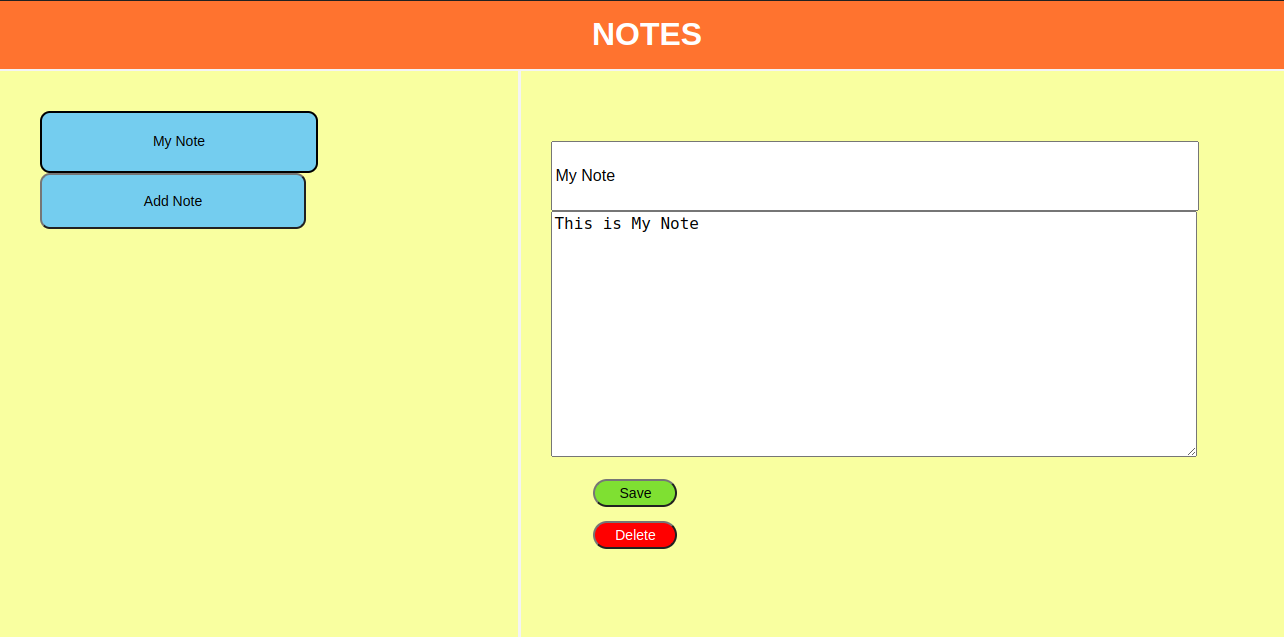 NOTES
My Note
Add Note
My Note
This is My Note
Save
Delete